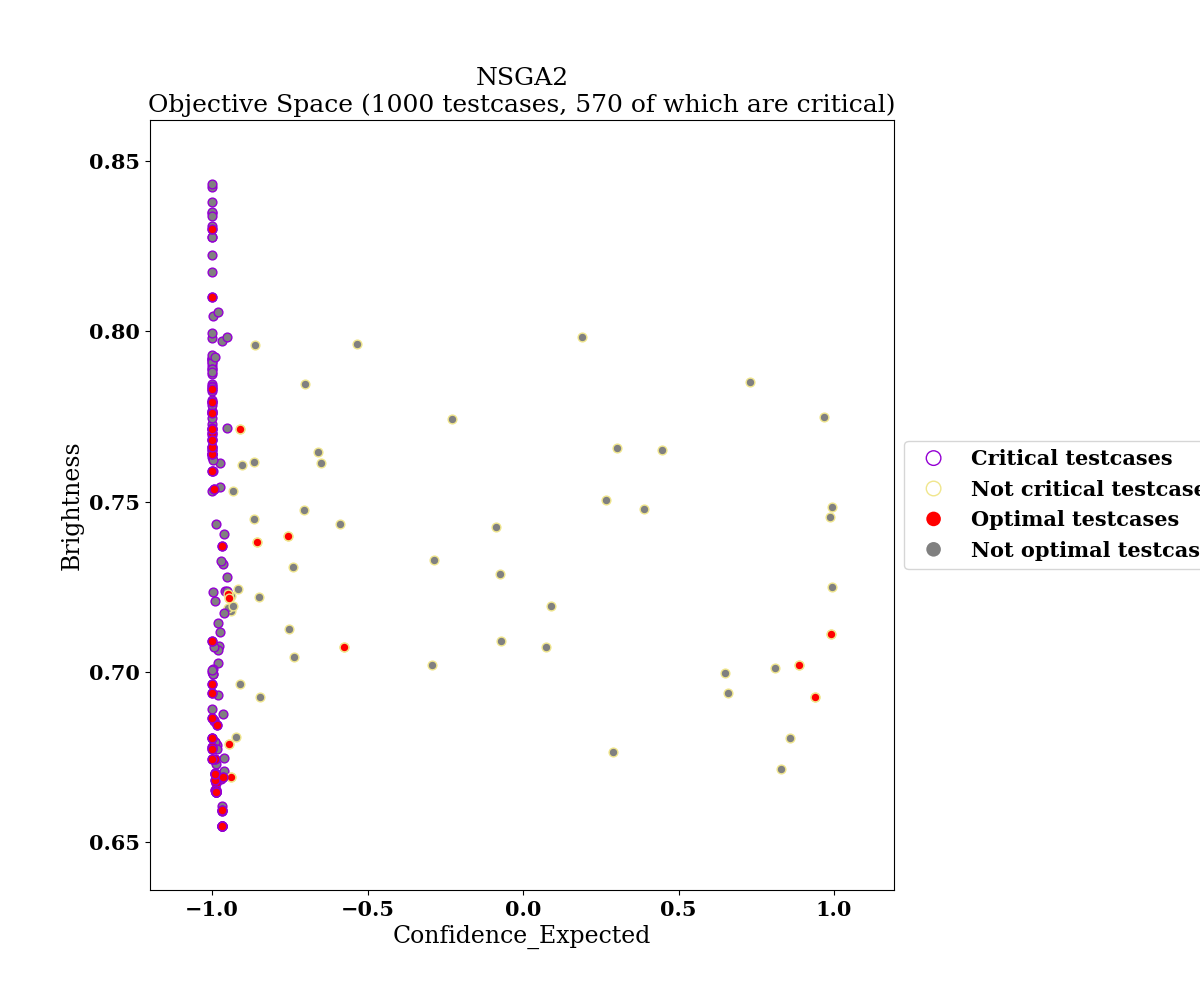 NSGA2
Objective Space (1000 testcases, 570 of which are critical)
0.85
0.80
0.75
0.70
0.65
Brightness
−1.0
−0.5
0.0
0.5
1.0
Confidence_Expected
Critical testcases
Not critical testcase
Optimal testcases
Not optimal testcas